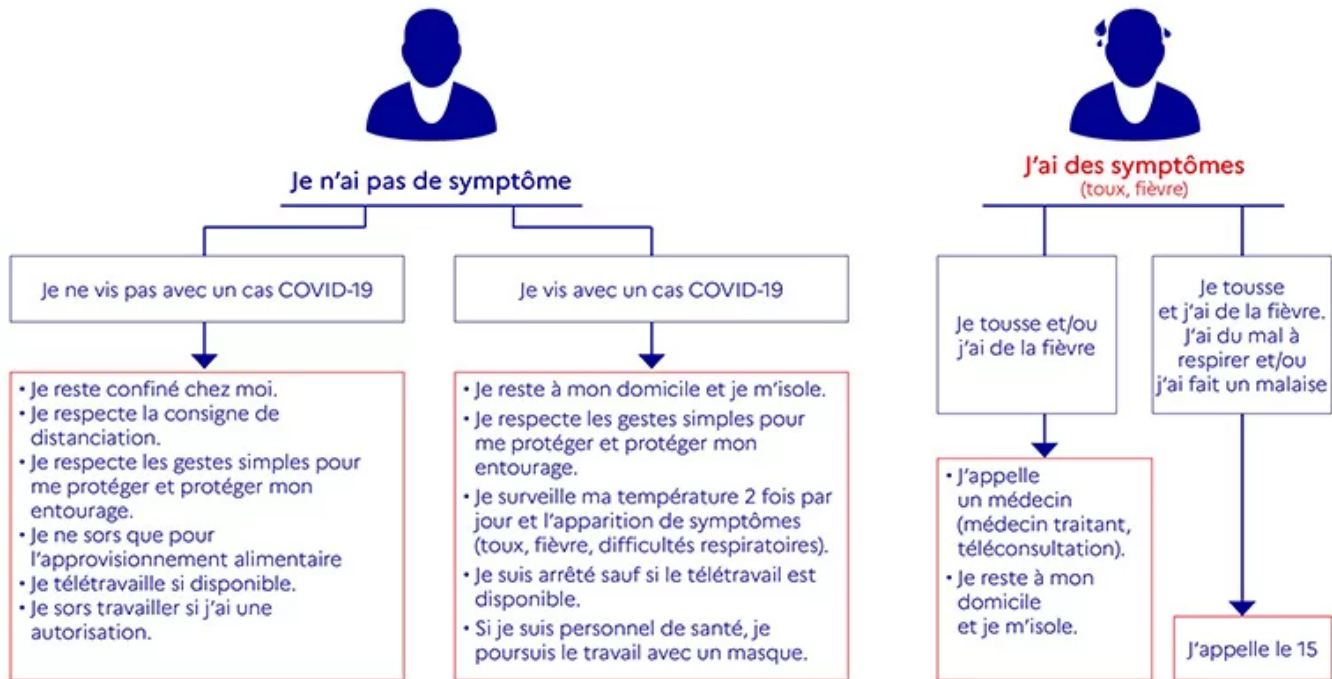 Je n'ai pas de symptôme
Je ne vis pas avec un cas COVID-19
• Je reste confiné chez moi.
• Je respecte la consigne de
distanciation.
• Je respecte les gestes simples pour
me protéger et protéger mon
entourage.
• Je ne sors que pour
l'approvisionnement alimentaire
• Je télétravaille si disponible.
• Je sors travailler si j'ai une
autorisation.
Je vis avec un cas COVID-19
• Je reste à mon domicile et je m'isole.
• Je respecte les gestes simples pour
me protéger et protéger mon
entourage.
• Je surveille ma température 2 fois par
jour et l'apparition de symptômes
(toux, fièvre, difficultés respiratoires).
• Je suis arrêté sauf si le télétravail est
disponible.
• Si je suis personnel de santé, je
poursuis le travail avec un masque.
J'ai des symptômes
(toux, fièvre)
Je tousse et/ou
j'ai de la fièvre
• J'appelle
un médecin
(médecin traitant,
téléconsultation).
• Je reste à mon
domicile
et je m'isole.
Je tousse
et j'ai de la fièvre.
J'ai du mal à
respirer et/ou
j'ai fait un malaise
J'appelle le 15